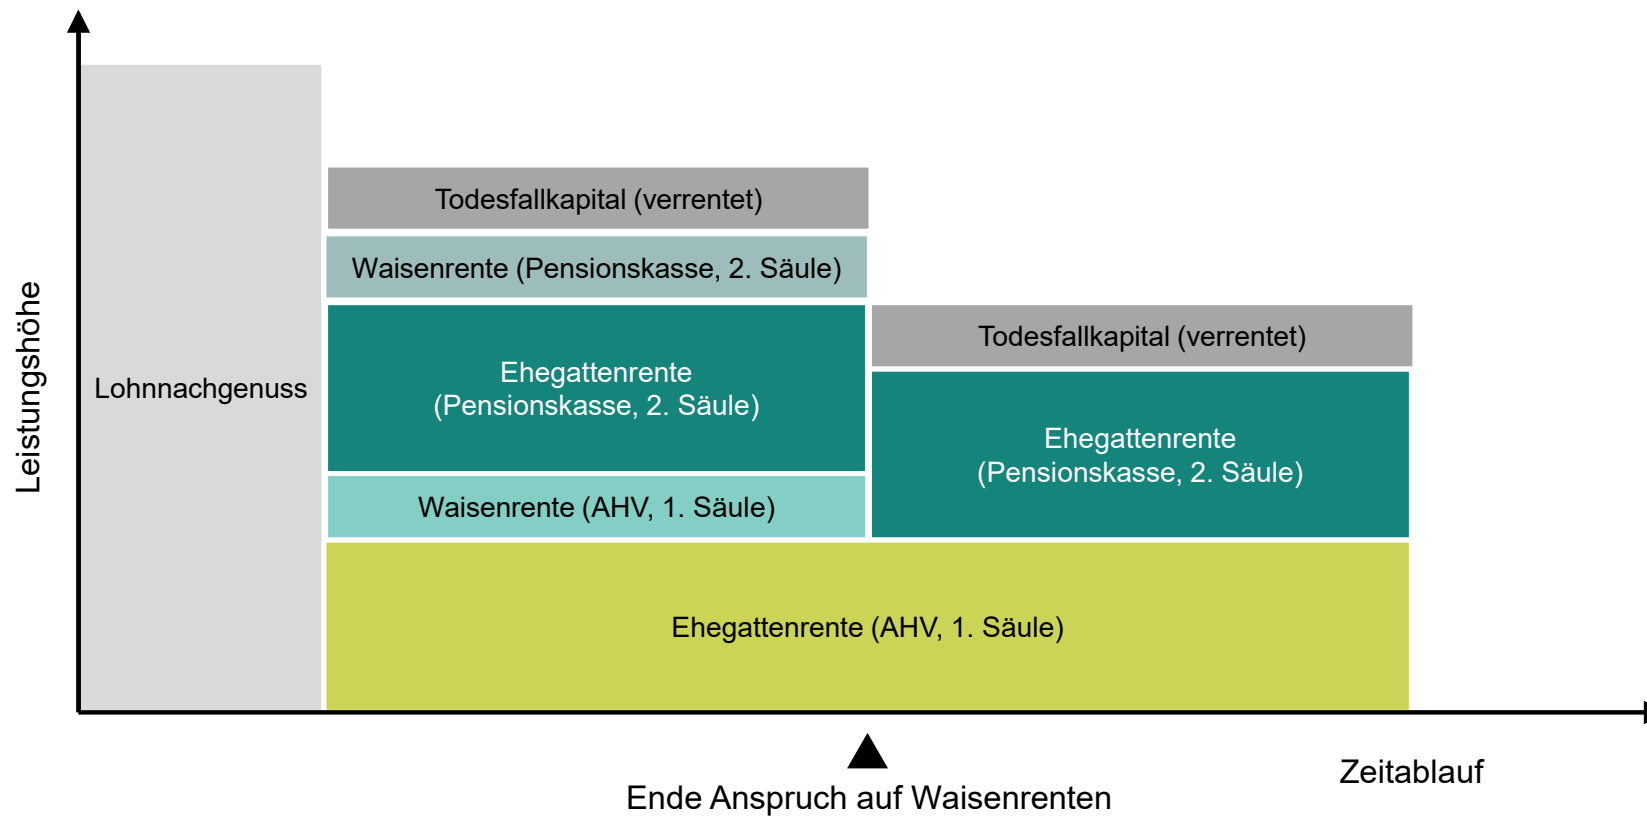 Leistungshöhe
Lohnnachgenuss
Todesfallkapital (verrentet)
Waisenrente (Pensionskasse, 2. Säule)
Ehegattenrente
(Pensionskasse, 2. Säule)
Waisenrente (AHV, 1. Säule)
Todesfallkapital (verrentet)
Ehegattenrente
(Pensionskasse, 2. Säule)
Ehegattenrente (AHV, 1. Säule)
Zeitablauf
Ende Anspruch auf Waisenrenten